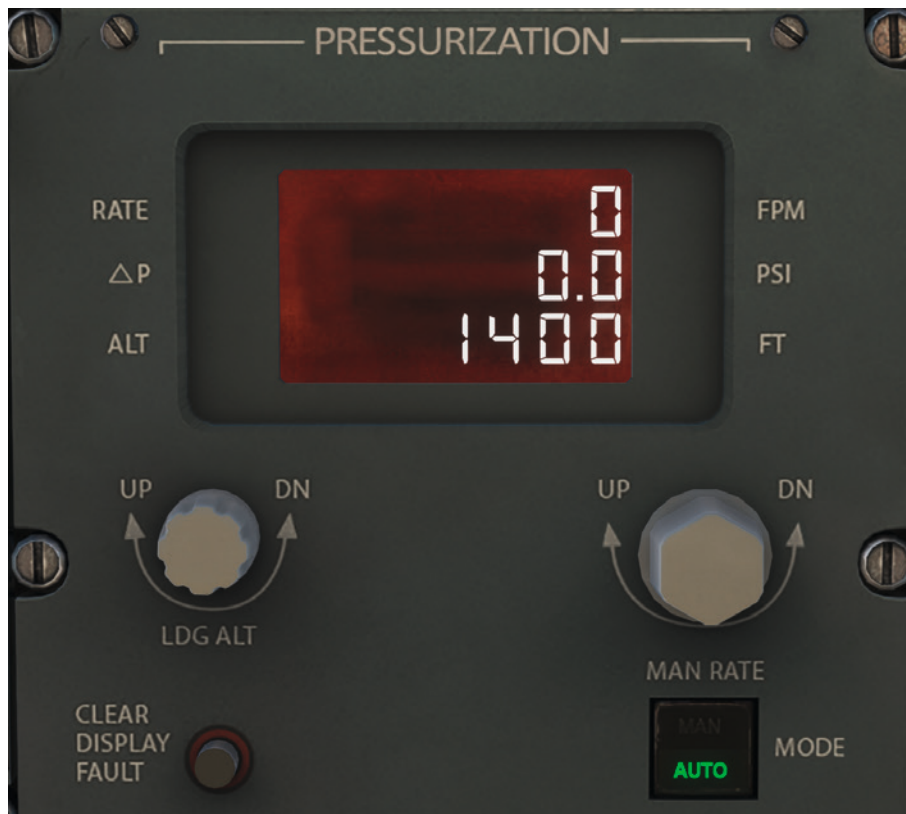 PRESSURIZATION
RATE 0 FPM
△P 0.0 PSI
ALT 1400 FT
UP DN UP DN
LDG ALT
MAN RATE
CLEAR
DISPLAY
FAULT
MAN
AUTO
MODE